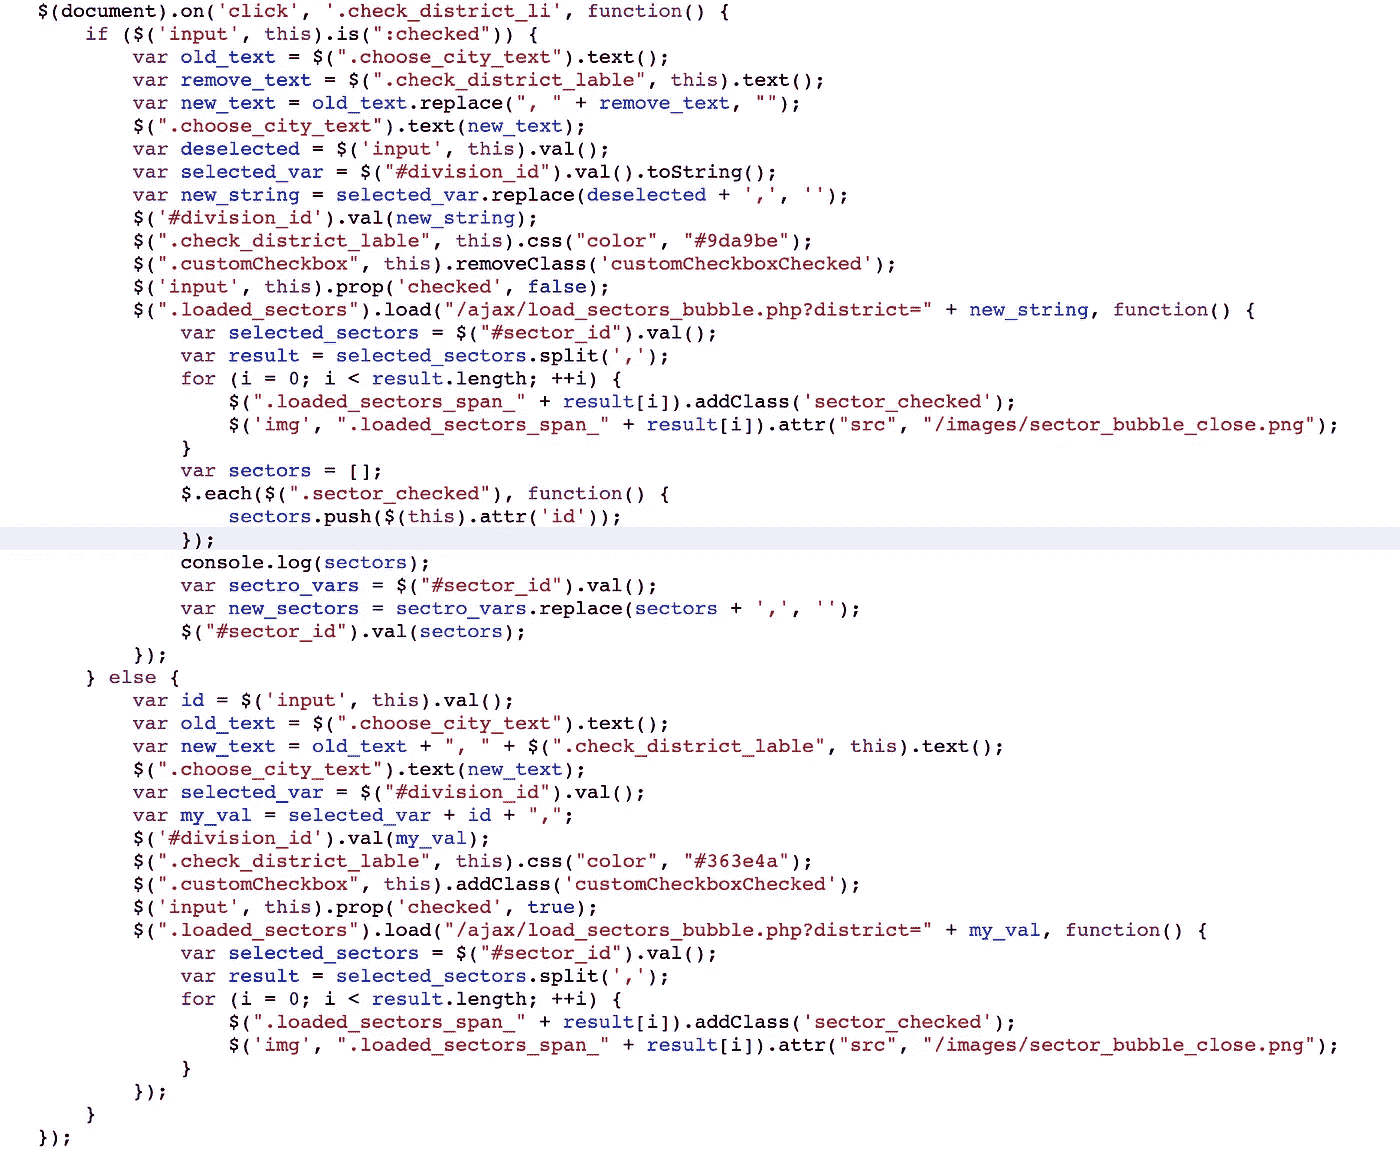 $(document).on('click', '.check_district_li', function() {
    if ($('input', this).is(":checked")) {
        var old_text = $(".choose_city_text").text();
        var remove_text = $(".check_district_lable", this).text();
        var new_text = old_text.replace(", " + remove_text, "");
        $(".choose_city_text").text(new_text);
        var deselected = $('input', this).val();
        var selected_var = $("#division_id").val().toString();
        var new_string = selected_var.replace(deselected + ',', '');
        $('#division_id').val(new_string);
        $(".check_district_lable", this).css("color", "#9da9be");
        $(".customCheckbox", this).removeClass('customCheckboxChecked');
        $('input', this).prop('checked', false);
        $(".loaded_sectors").load("/ajax/load_sectors_bubble.php?district=" + new_string, function() {
            var selected_sectors = $("#sector_id").val();
            var result = selected_sectors.split(',');
            for (i = 0; i < result.length; ++i) {
                $(".loaded_sectors_span_" + result[i]).addClass('sector_checked');
                $('img', ".loaded_sectors_span_" + result[i]).attr("src", "/images/sector_bubble_close.png");
            }
            var sectors = [];
            $.each($(".sector_checked"), function() {
                sectors.push($(this).attr('id'));
            });
            console.log(sectors);
            var sectro_vars = $("#sector_id").val();
            var new_sectors = sectro_vars.replace(sectors + ',', '');
            $("#sector_id").val(sectors);
        });
    } else {
        var id = $('input', this).val();
        var old_text = $(".choose_city_text").text();
        var new_text = old_text + ", " + $(".check_district_lable", this).text();
        $(".choose_city_text").text(new_text);
        var selected_var = $("#division_id").val();
        var my_val = selected_var + id + ",";
        $('#division_id').val(my_val);
        $(".check_district_lable", this).css("color", "#363e4a");
        $(".customCheckbox", this).addClass('customCheckboxChecked');
        $('input', this).prop('checked', true);
        $(".loaded_sectors").load("/ajax/load_sectors_bubble.php?district=" + my_val, function() {
            var selected_sectors = $("#sector_id").val();
            var result = selected_sectors.split(',');
            for (i = 0; i < result.length; ++i) {
                $(".loaded_sectors_span_" + result[i]).addClass('sector_checked');
                $('img', ".loaded_sectors_span_" + result[i]).attr("src", "/images/sector_bubble_close.png");
            }
        });
    }
});